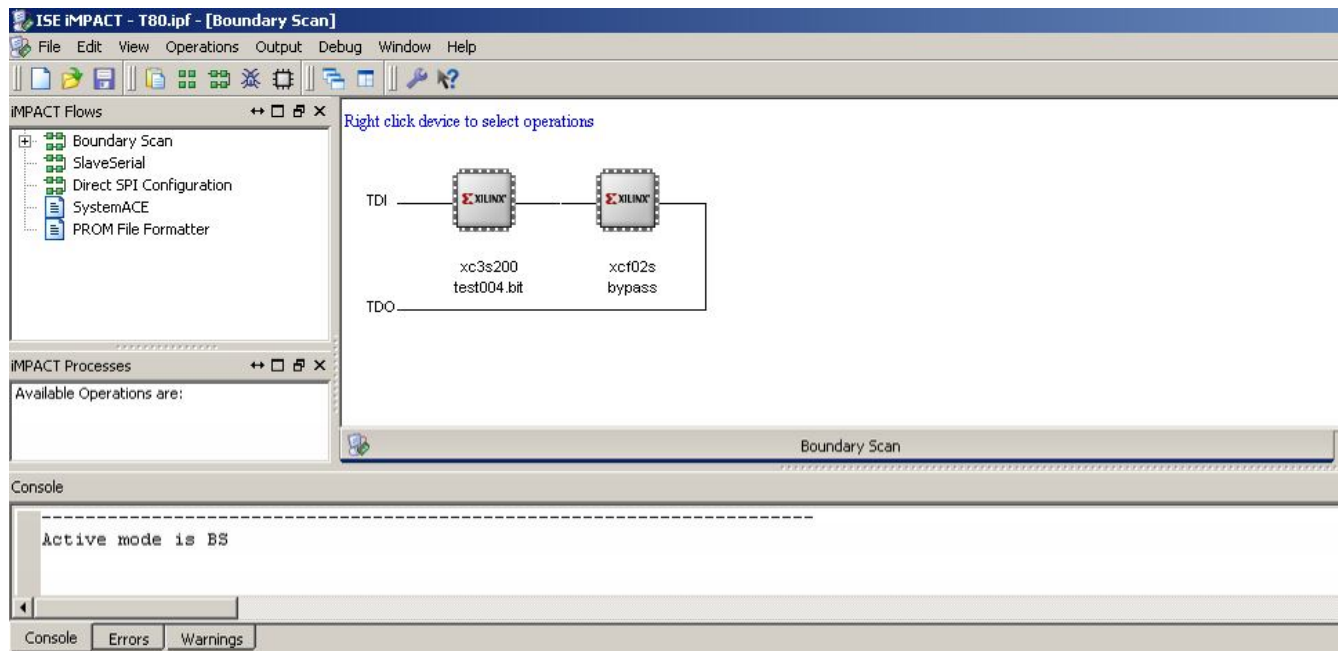 ISE iMPACT - T80.ipf - [Boundary Scan]
File Edit View Operations Output Debug Window Help
iMPACT Flows
Boundary Scan
SlaveSerial
Direct SPI Configuration
SystemACE
PROM File Formatter
Right click device to select operations
TDI
XILINX
XILINX
xc3s200
test004.bit
xcf02s
bypass
TDO
iMPACT Processes
Available Operations are:
Boundary Scan
Console
----------------------------------------------------------------------
Active mode is BS
Console Errors Warnings